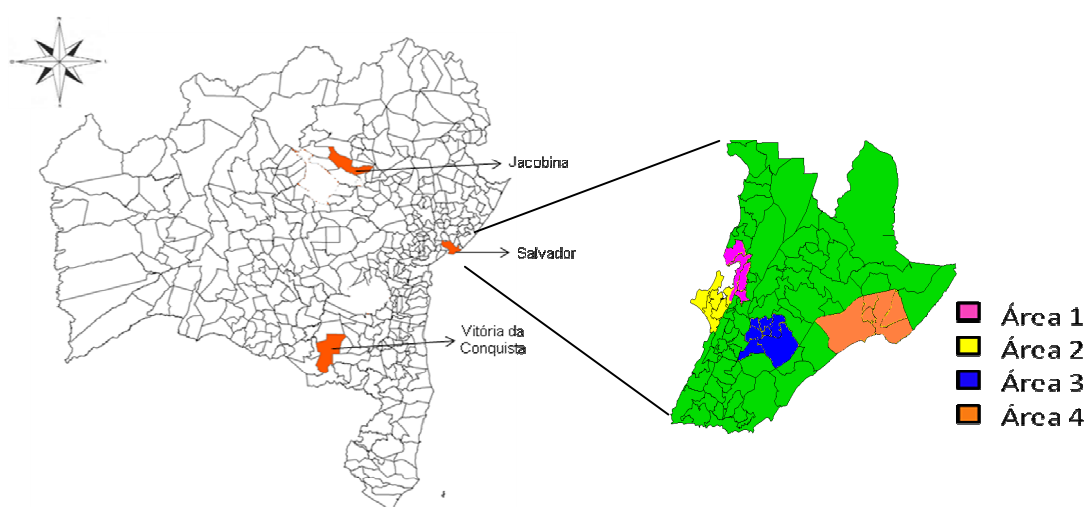 Jacobina
Salvador
Vitória da
Conquista
Área 1
Área 2
Área 3
Área 4